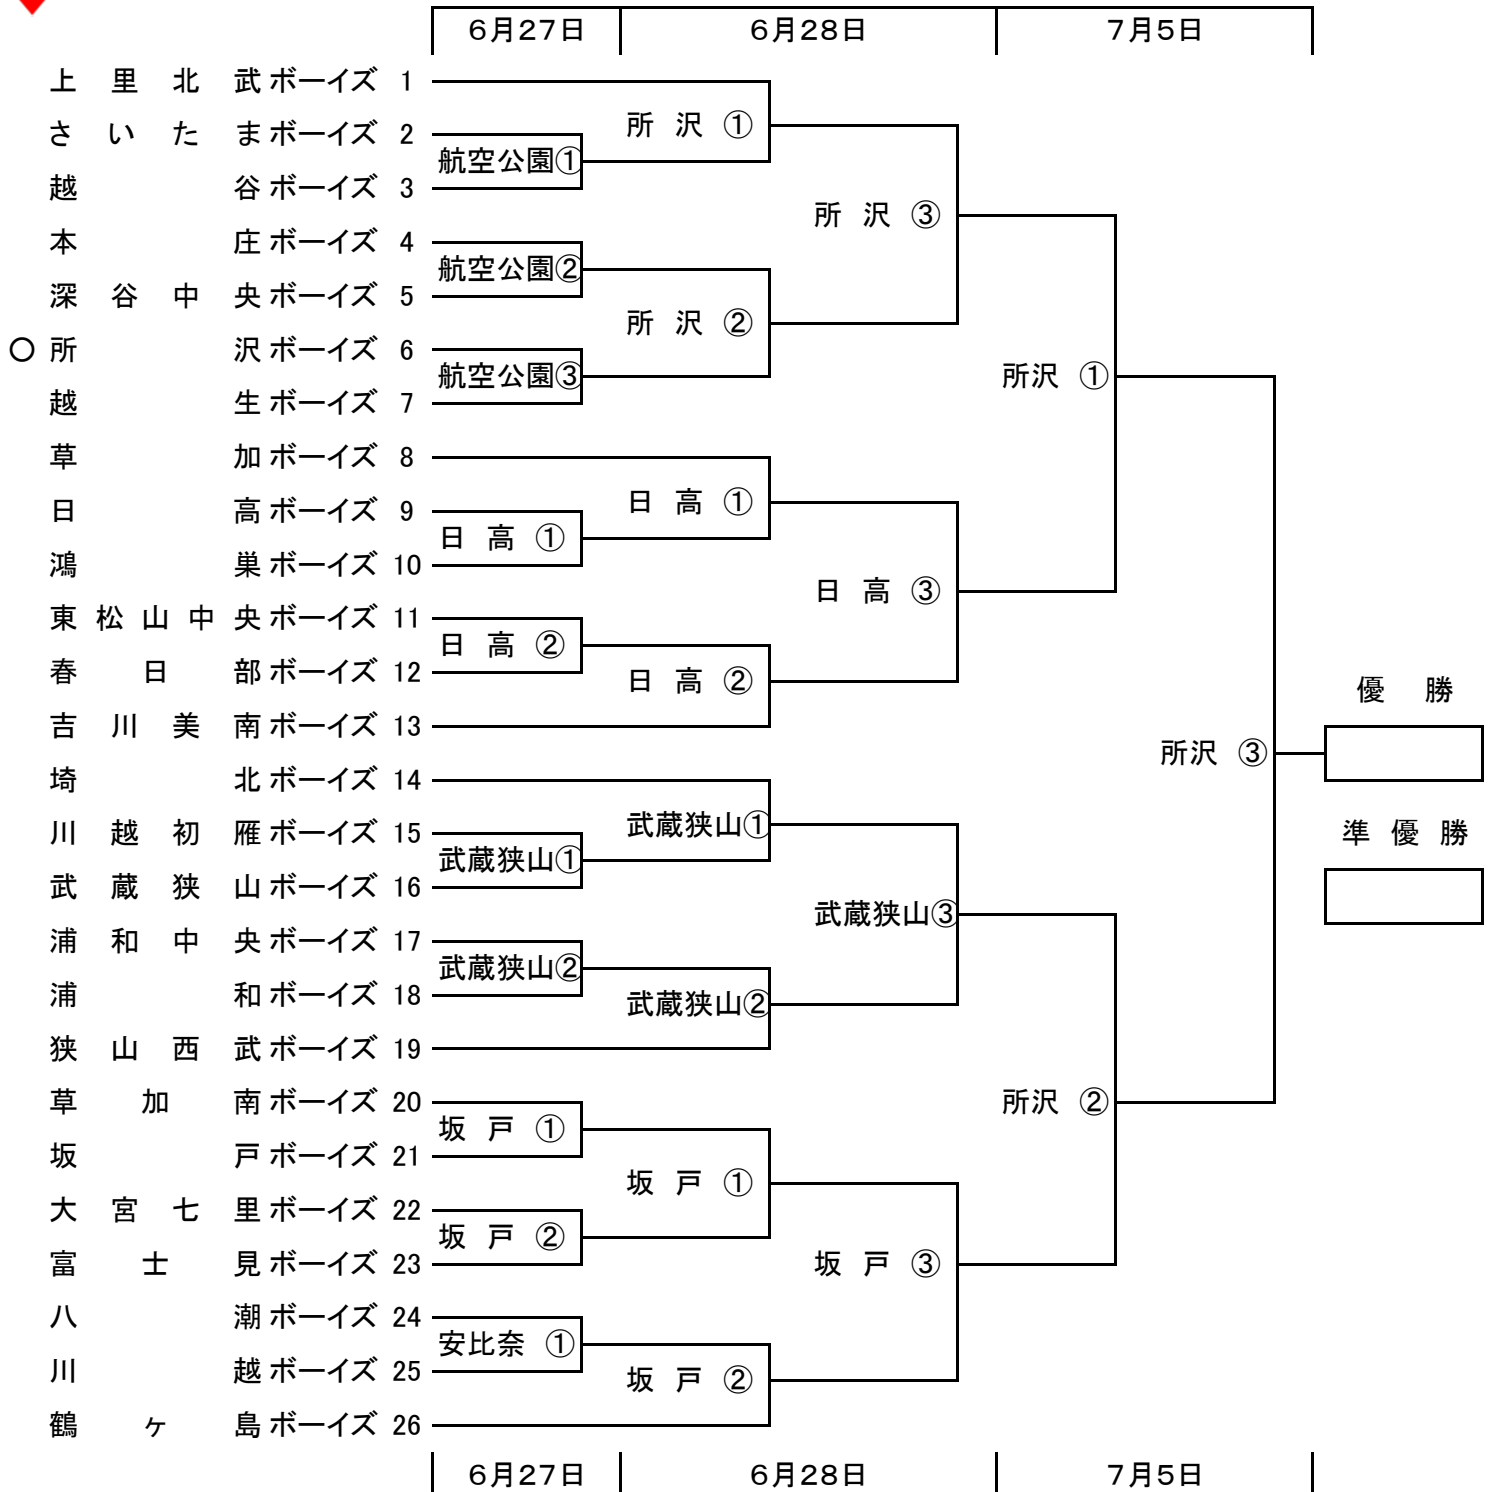 6月27日 6月28日 7月5日
上里北武ボーイズ 1
所沢 ①
さいたまボーイズ 2
航空公園①
越谷ボーイズ 3
所沢 ③
本庄ボーイズ 4
航空公園②
深谷中央ボーイズ 5
所沢 ②
○所沢ボーイズ 6
航空公園③ 所沢 ①
越生ボーイズ 7
草加ボーイズ 8
日高 ①
日高ボーイズ 9
日高 ①
鴻巣ボーイズ 10
日高 ③
東松山中央ボーイズ 11
日高 ②
春日部ボーイズ 12
日高 ②
優勝
吉川美南ボーイズ 13
所沢 ③
埼北ボーイズ 14
武蔵狭山①
川越初雁ボーイズ 15
準優勝
武蔵狭山①
武蔵狭山ボーイズ 16
武蔵狭山③
浦和中央ボーイズ 17
武蔵狭山②
浦和ボーイズ 18
武蔵狭山②
狭山西武ボーイズ 19
草加南ボーイズ 20
所沢 ②
坂戸 ①
坂戸ボーイズ 21
坂戸 ①
大宮七里ボーイズ 22
坂戸 ②
富士見ボーイズ 23
坂戸 ③
八潮ボーイズ 24
安比奈 ①
川越ボーイズ 25
坂戸 ②
鶴ヶ島ボーイズ 26
6月27日 6月28日 7月5日